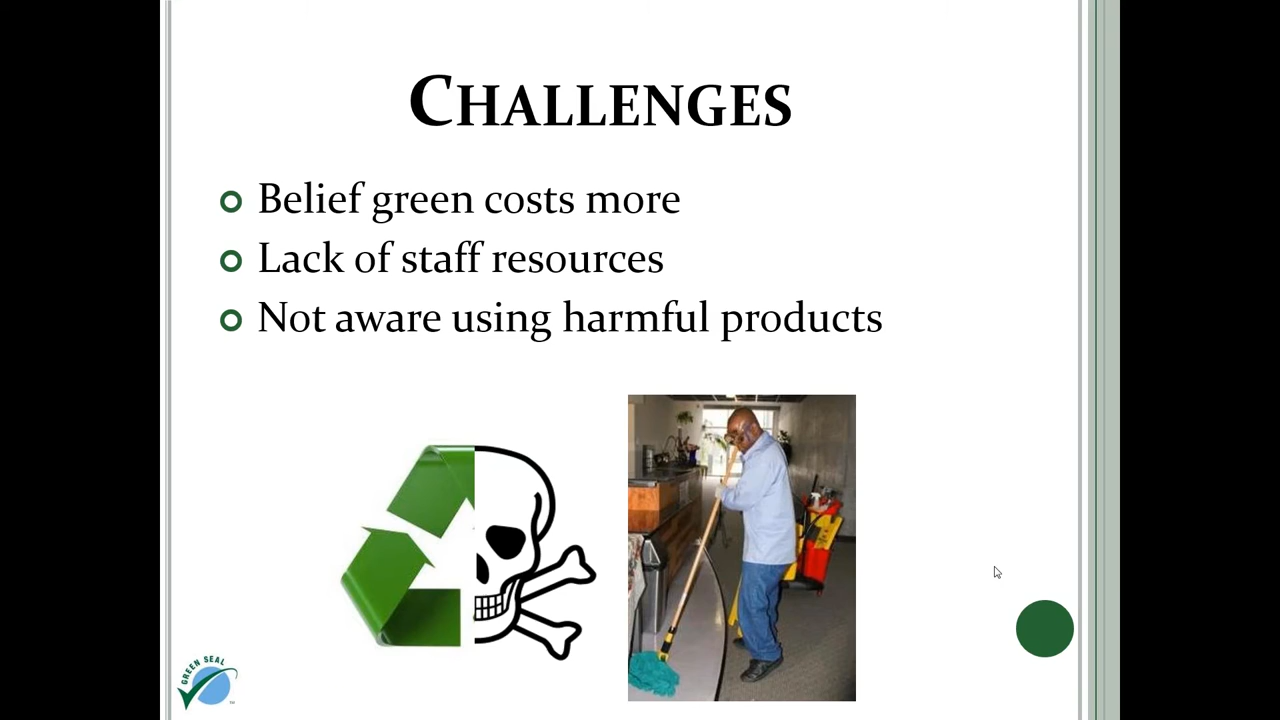 CHALLENGES
Belief green costs more
Lack of staff resources
Not aware using harmful products
GREEN SEAL